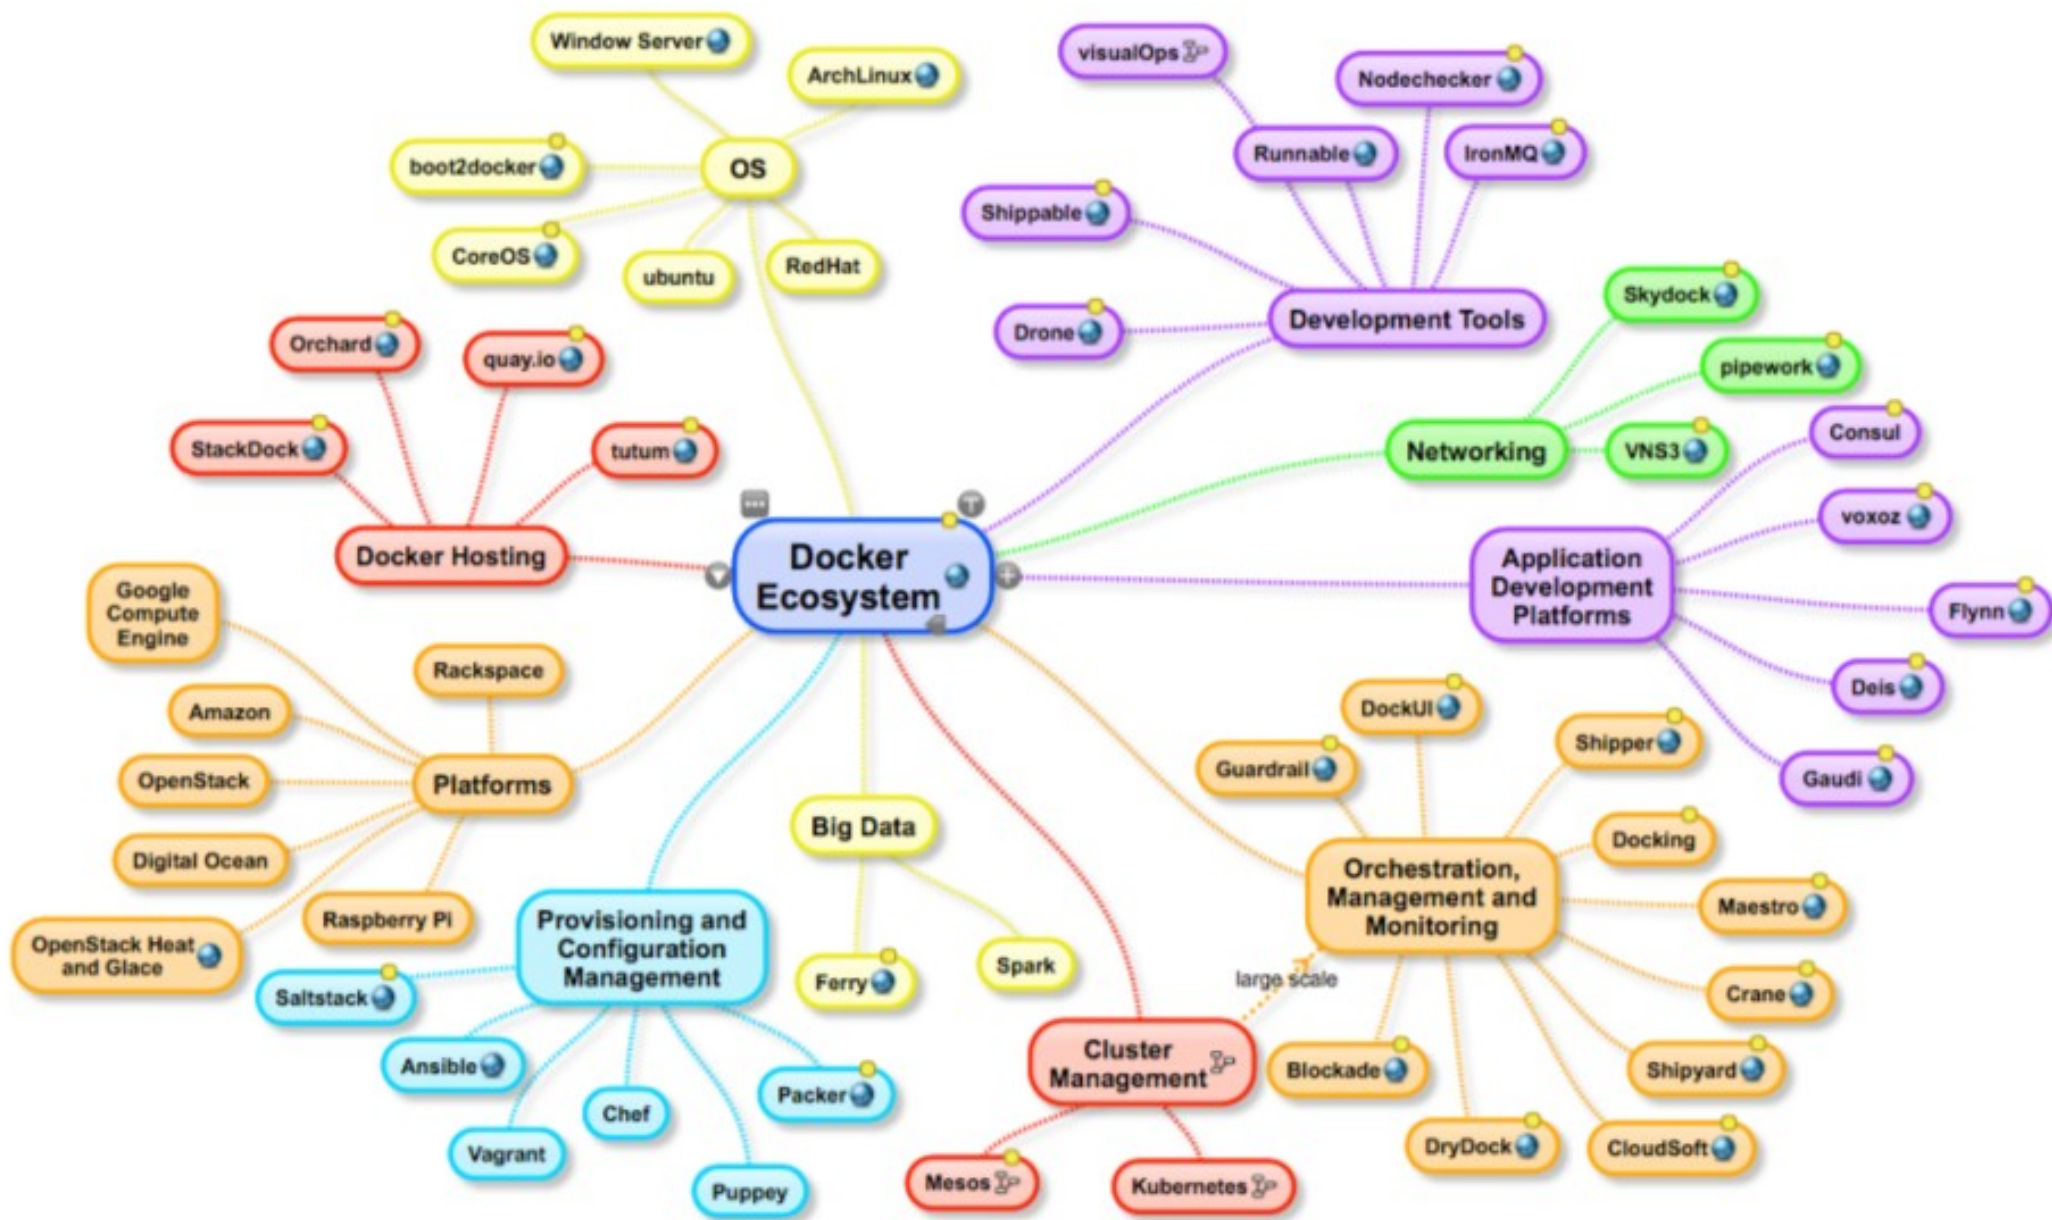 Window Server
ArchLinux
boot2docker
OS
CoreOS
ubuntu
RedHat
visualOps
Nodechecker
Runnable
IronMQ
Shippable
Drone
Development Tools
Skydock
pipework
Networking
VNS3
Orchard
quay.io
StackDock
tutum
Docker Hosting
Docker
Ecosystem
Consul
voxoz
Application
Development
Platforms
Flynn
Deis
Gaudi
Google
Compute
Engine
Rackspace
Amazon
OpenStack
Platforms
Digital Ocean
Raspberry Pi
OpenStack Heat
and Glace
Big Data
Ferry
Spark
Provisioning and
Configuration
Management
Saltstack
Ansible
Vagrant
Chef
Puppey
Packer
DockUI
Shipper
Guardrail
Docking
Orchestration,
Management and
Monitoring
Maestro
large scale
Crane
Cluster
Management
Blockade
Shipyard
DryDock
CloudSoft
Mesos
Kubernetes